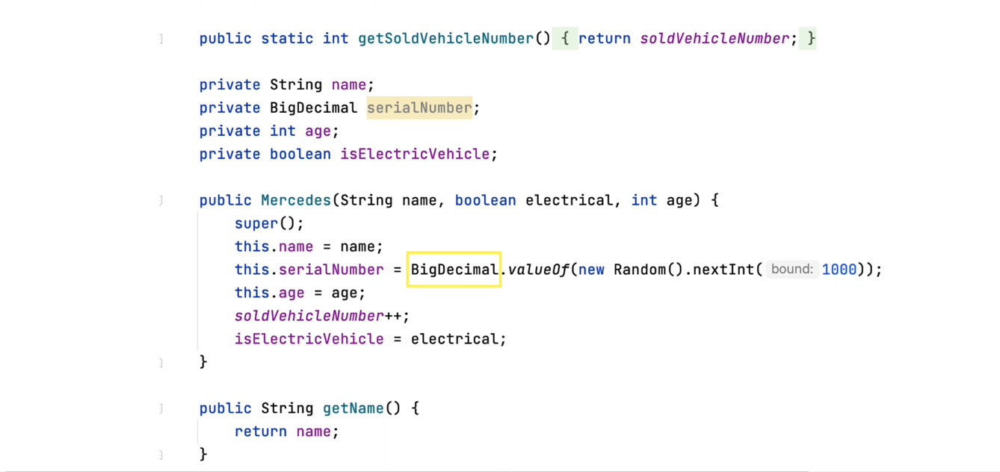 public static int getSoldVehicleNumber() { return soldVehicleNumber; }
private String name;
private BigDecimal serialNumber;
private int age;
private boolean isElectricVehicle;
public Mercedes(String name, boolean electrical, int age) {
super();
this.name = name;
this.serialNumber = BigDecimal.valueOf(new Random().nextInt( bound: 1000));
this.age = age;
soldVehicleNumber++;
isElectricVehicle = electrical;
}
public String getName() {
return name;
}